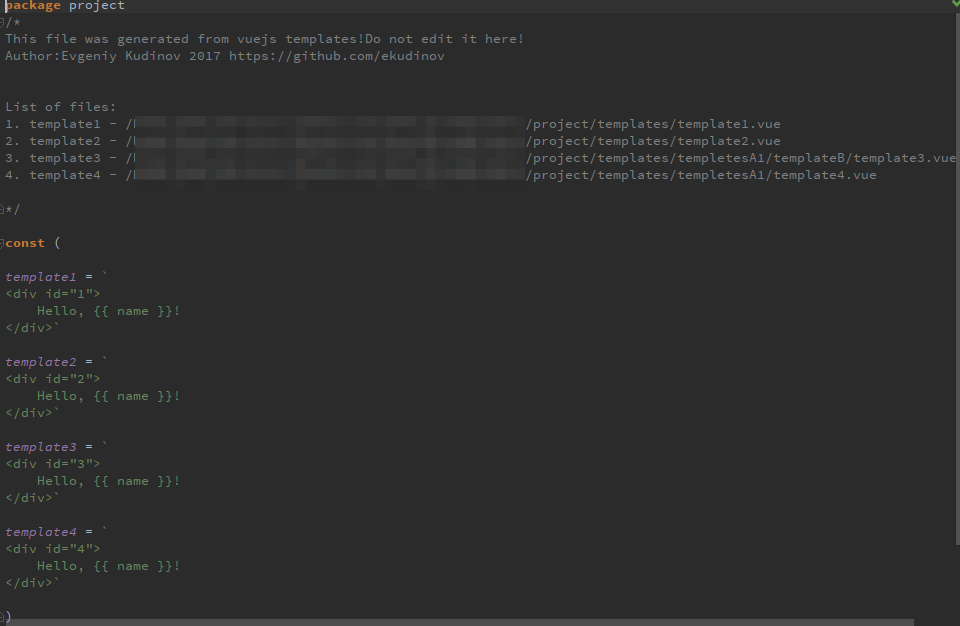 package project
/*
This file was generated from vuejs templates!Do not edit it here!
Author:Evgeniy Kudinov 2017 https://github.com/ekudinov
List of files:
1. template1 - / /project/templates/template1.vue
2. template2 - / /project/templates/template2.vue
3. template3 - / /project/templates/templetesA1/templateB/template3.vue
4. template4 - / /project/templates/templetesA1/template4.vue
*/
const (
template1 = `
<div id="1">
    Hello, {{ name }}!
</div>`
template2 = `
<div id="2">
    Hello, {{ name }}!
</div>`
template3 = `
<div id="3">
    Hello, {{ name }}!
</div>`
template4 = `
<div id="4">
    Hello, {{ name }}!
</div>`
)